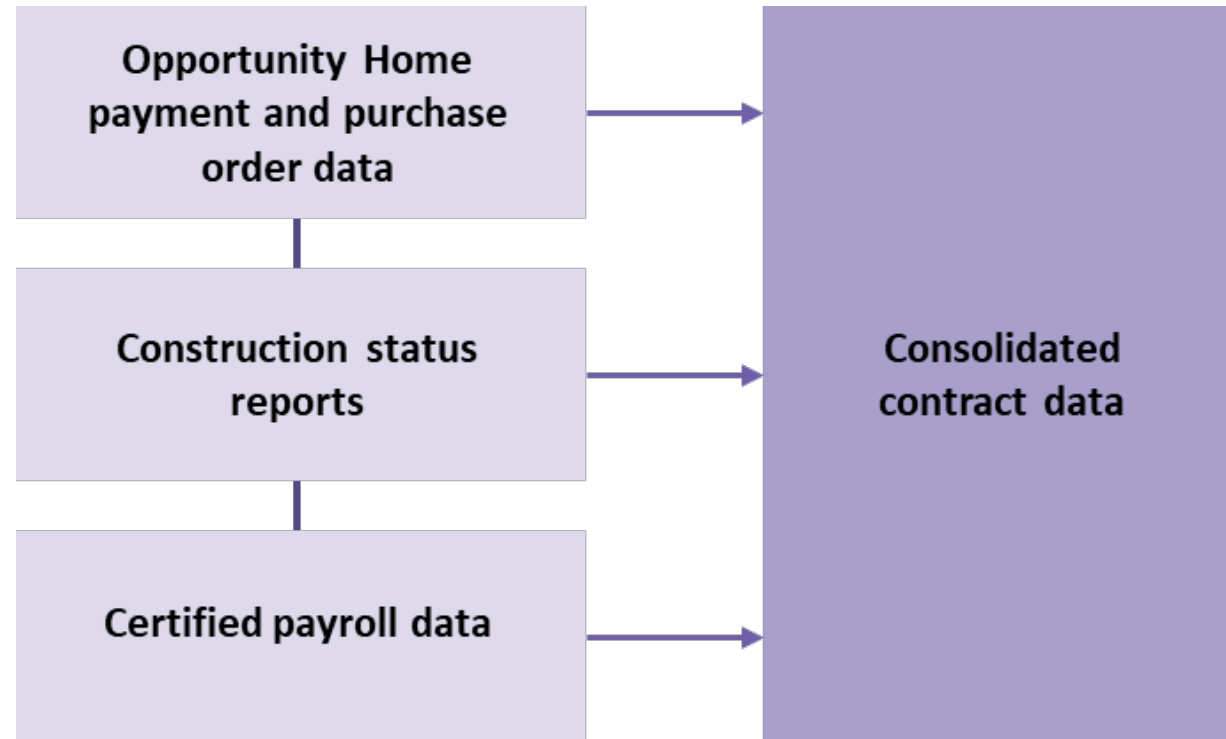 Opportunity Home
payment and purchase
order data
Construction status
reports
Certified payroll data
Consolidated
contract data